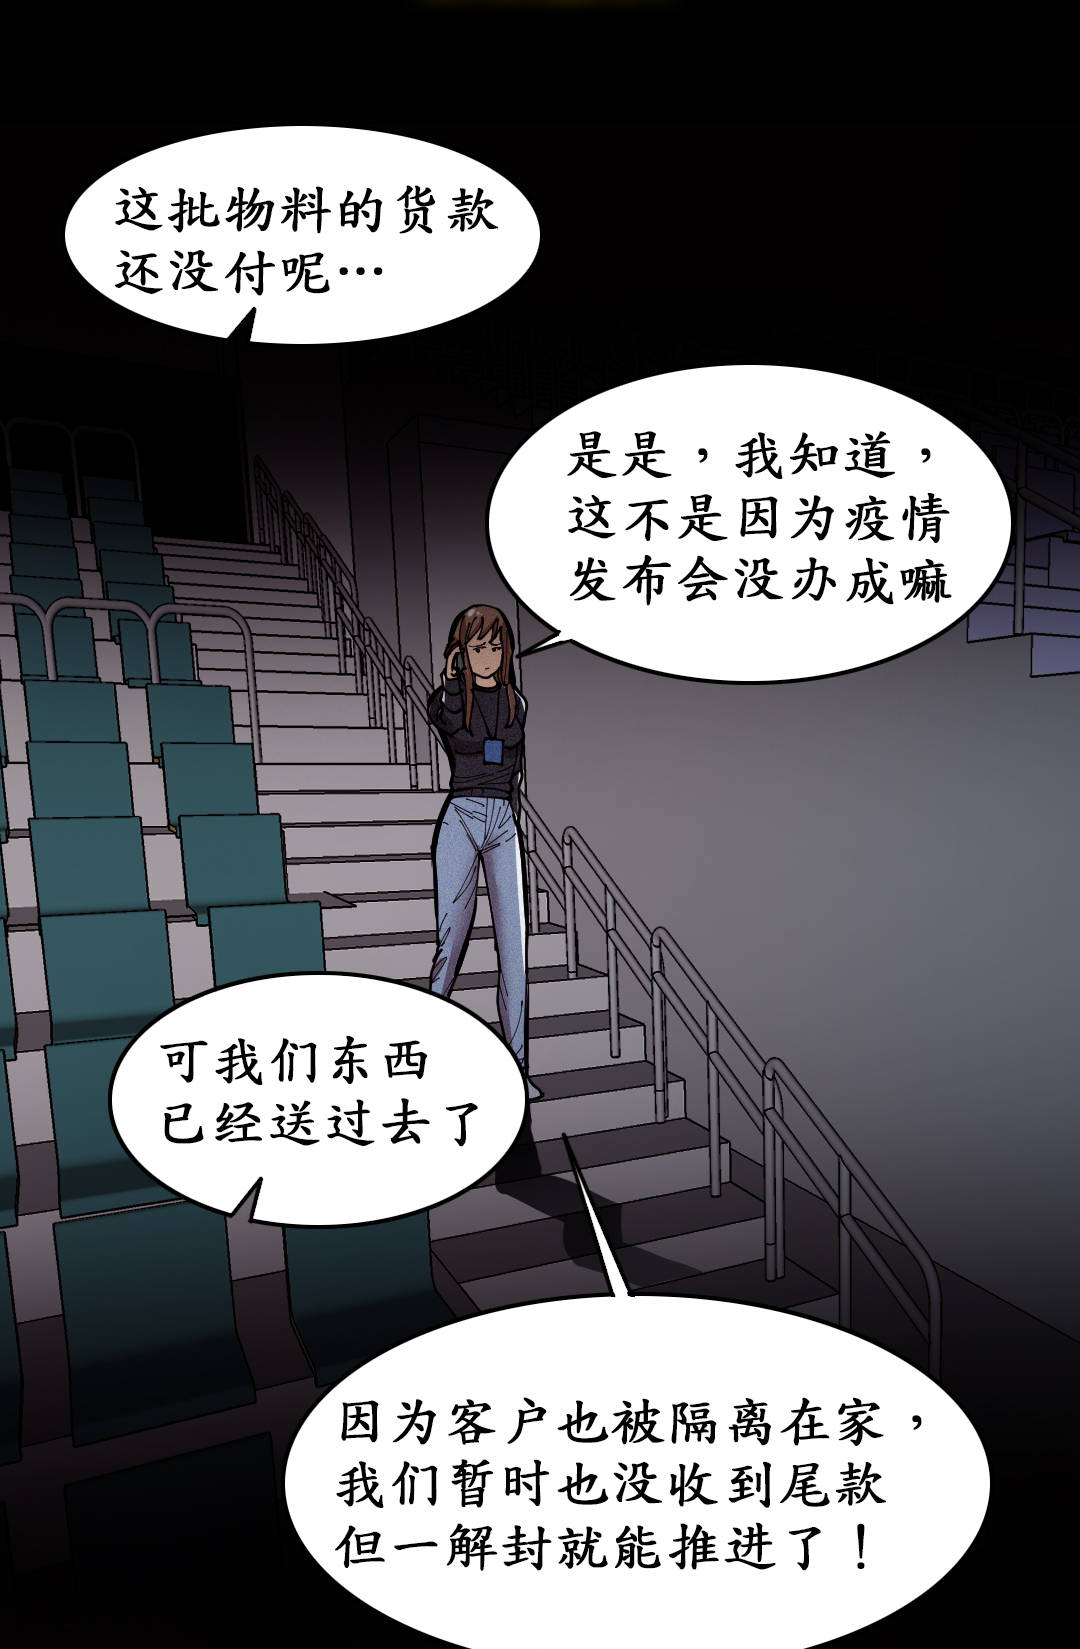 这批物料的货款
还没付呢…
是是，我知道，
这不是因为疫情
发布会没办成嘛
可我们东西
已经送过去了
因为客户也被隔离在家，
我们暂时也没收到尾款
但一解封就能推进了！